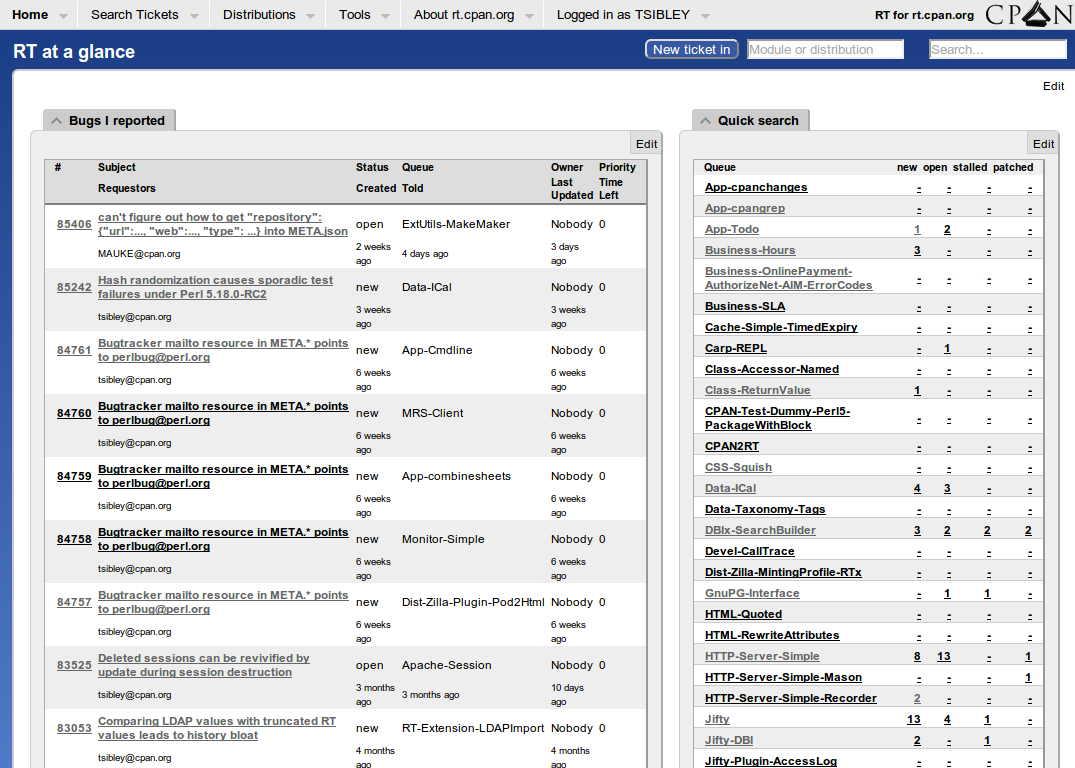 Home Search Tickets Distributions Tools About rt.cpan.org Logged in as TSIBLEY RT for rt.cpan.org CPAN
RT at a glance New ticket in Module or distribution Search...
Edit
Bugs I reported
Edit
# Subject Status Queue Owner Priority
Requestors Created Told Last Updated Time Left
85406 can't figure out how to get "repository": open ExtUtils-MakeMaker Nobody 0
{"url":..., "web":..., "type": ...} into META.json
MAUKE@cpan.org 2 weeks ago 4 days ago 3 days ago
85242 Hash randomization causes sporadic test new Data-ICal Nobody 0
failures under Perl 5.18.0-RC2
tsibley@cpan.org 3 weeks ago 3 weeks ago
84761 Bugtracker mailto resource in META.* points new App-Cmdline Nobody 0
to perlbug@perl.org
tsibley@cpan.org 6 weeks ago 6 weeks ago
84760 Bugtracker mailto resource in META.* points new MRS-Client Nobody 0
to perlbug@perl.org
tsibley@cpan.org 6 weeks ago 6 weeks ago
84759 Bugtracker mailto resource in META.* points new App-combinesheets Nobody 0
to perlbug@perl.org
tsibley@cpan.org 6 weeks ago 6 weeks ago
84758 Bugtracker mailto resource in META.* points new Monitor-Simple Nobody 0
to perlbug@perl.org
tsibley@cpan.org 6 weeks ago 6 weeks ago
84757 Bugtracker mailto resource in META.* points new Dist-Zilla-Plugin-Pod2Html Nobody 0
to perlbug@perl.org
tsibley@cpan.org 6 weeks ago 6 weeks ago
83525 Deleted sessions can be revivified by open Apache-Session Nobody 0
update during session destruction
tsibley@cpan.org 3 months ago 3 months ago 10 days ago
83053 Comparing LDAP values with truncated RT new RT-Extension-LDAPImport Nobody 0
values leads to history bloat
tsibley@cpan.org 4 months ago 4 months ago
Quick search
Edit
Queue new open stalled patched
App-cpanchanges - - - -
App-cpangrep - - - -
App-Todo 1 2 - -
Business-Hours 3 - - -
Business-OnlinePayment-
AuthorizeNet-AIM-ErrorCodes - - - -
Business-SLA - - - -
Cache-Simple-TimedExpiry - - - -
Carp-REPL - 1 - -
Class-Accessor-Named - - - -
Class-ReturnValue 1 - - -
CPAN-Test-Dummy-Perl5-
PackageWithBlock - - - -
CPAN2RT - - - -
CSS-Squish - - - -
Data-ICal 4 3 - -
Data-Taxonomy-Tags - - - -
DBIx-SearchBuilder 3 2 2 2
Devel-CallTrace - - - -
Dist-Zilla-MintingProfile-RTx - - - -
GnuPG-Interface - 1 1 -
HTML-Quoted - - - -
HTML-RewriteAttributes - - - -
HTTP-Server-Simple 8 13 - 1
HTTP-Server-Simple-Mason - - - 1
HTTP-Server-Simple-Recorder 2 - - -
Jifty 13 4 1 -
Jifty-DBI 2 - 1 -
Jifty-Plugin-AccessLog - - - -